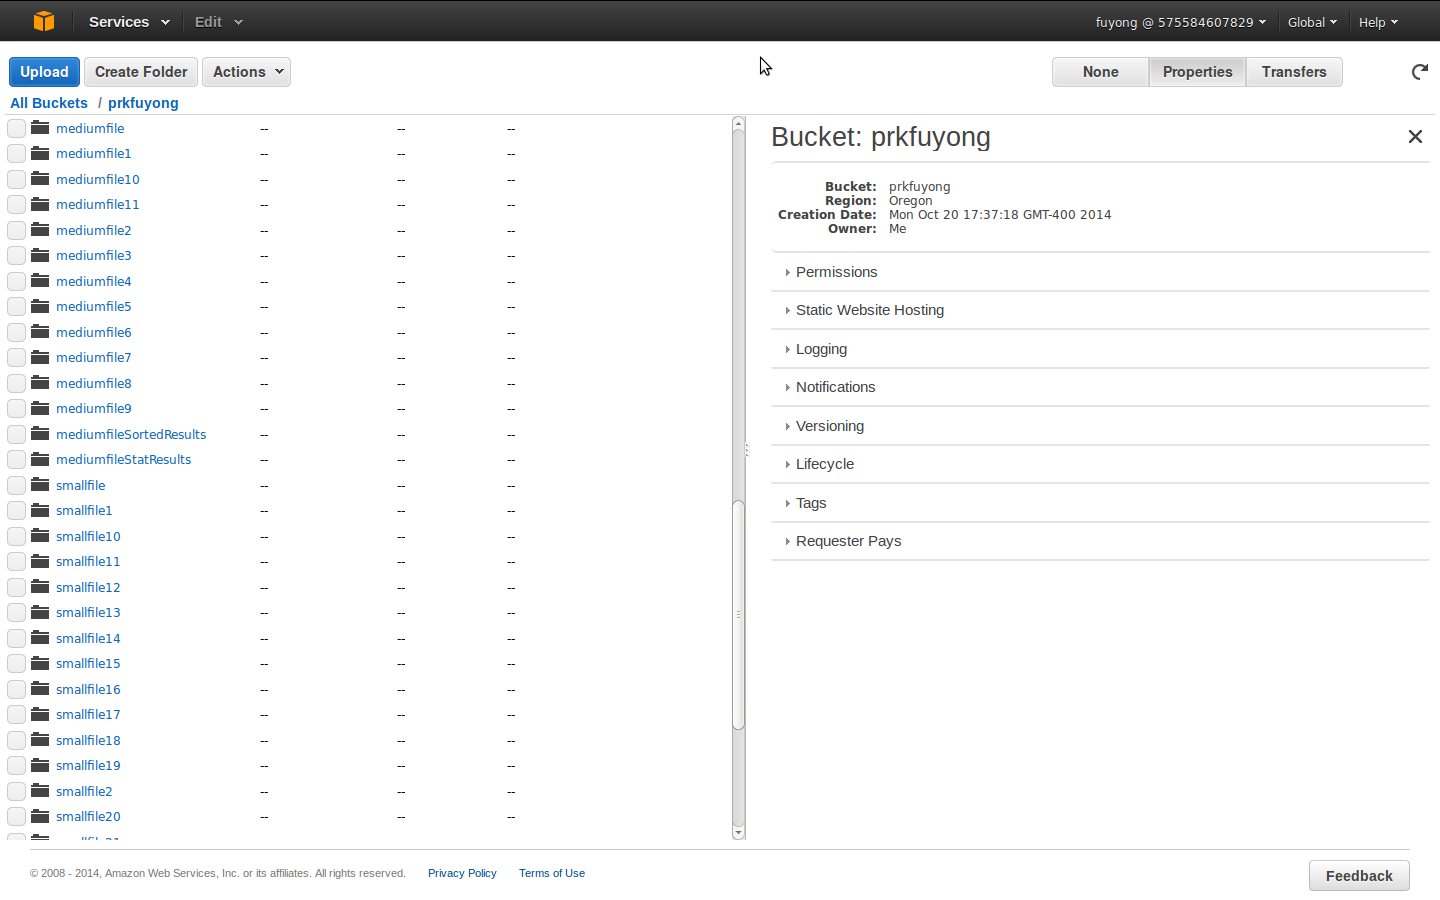 Services Edit fuyong @ 575584607829 Global Help
Upload Create Folder Actions None Properties Transfers
All Buckets / prkfuyong
mediumfile -- -- --
mediumfile1 -- -- --
mediumfile10 -- -- --
mediumfile11 -- -- --
mediumfile2 -- -- --
mediumfile3 -- -- --
mediumfile4 -- -- --
mediumfile5 -- -- --
mediumfile6 -- -- --
mediumfile7 -- -- --
mediumfile8 -- -- --
mediumfile9 -- -- --
mediumfileSortedResults -- -- --
mediumfileStatResults -- -- --
smallfile -- -- --
smallfile1 -- -- --
smallfile10 -- -- --
smallfile11 -- -- --
smallfile12 -- -- --
smallfile13 -- -- --
smallfile14 -- -- --
smallfile15 -- -- --
smallfile16 -- -- --
smallfile17 -- -- --
smallfile18 -- -- --
smallfile19 -- -- --
smallfile2 -- -- --
smallfile20 -- -- --
Bucket: prkfuyong
Bucket: prkfuyong
Region: Oregon
Creation Date: Mon Oct 20 17:37:18 GMT-400 2014
Owner: Me
Permissions
Static Website Hosting
Logging
Notifications
Versioning
Lifecycle
Tags
Requester Pays
© 2008 - 2014, Amazon Web Services, Inc. or its affiliates. All rights reserved. Privacy Policy Terms of Use
Feedback